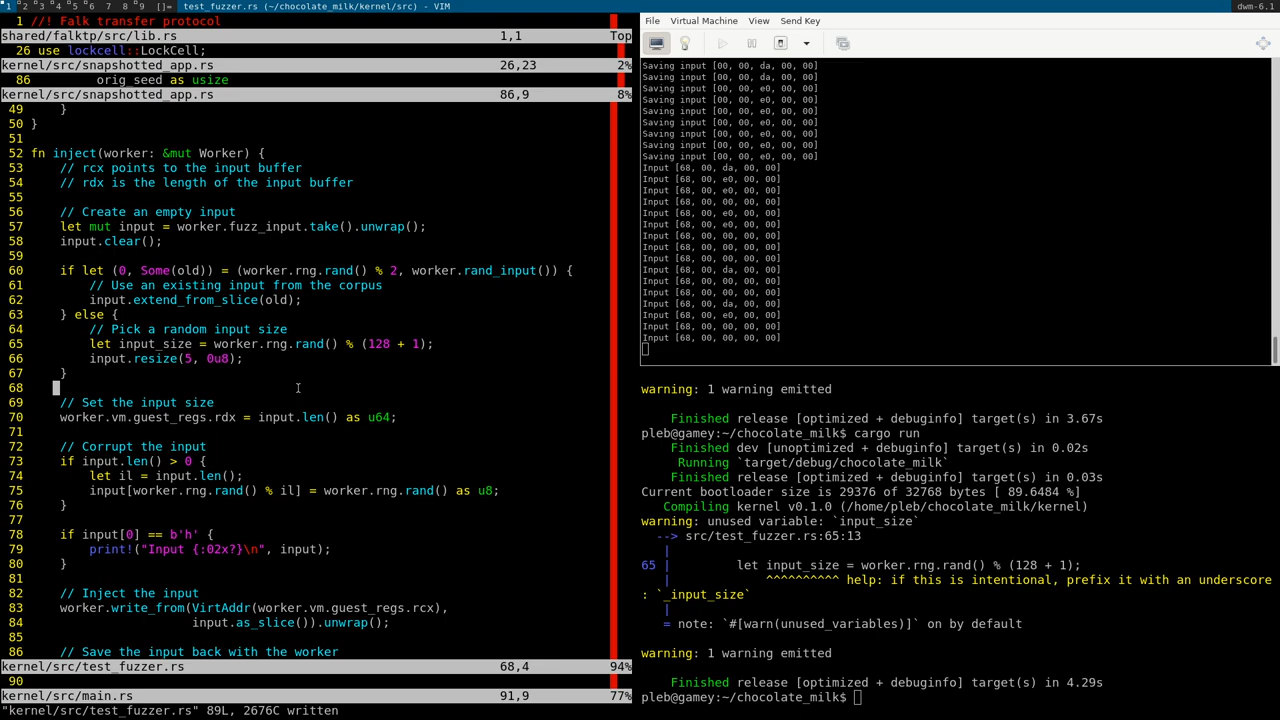 1 2 3 4 5 6 7 8 9 []= test_fuzzer.rs (~/chocolate_milk/kernel/src) - VIM dwm-6.1
1 //! Falk transfer protocol
shared/falktp/src/lib.rs 1,1 Top
26 use lockcell::LockCell;
kernel/src/snapshotted_app.rs 26,23 2%
86 orig_seed as usize
kernel/src/snapshotted_app.rs 86,9 8%
49 }
50 }
51
52 fn inject(worker: &mut Worker) {
53 // rcx points to the input buffer
54 // rdx is the length of the input buffer
55
56 // Create an empty input
57 let mut input = worker.fuzz_input.take().unwrap();
58 input.clear();
59
60 if let (0, Some(old)) = (worker.rng.rand() % 2, worker.rand_input()) {
61 // Use an existing input from the corpus
62 input.extend_from_slice(old);
63 } else {
64 // Pick a random input size
65 let input_size = worker.rng.rand() % (128 + 1);
66 input.resize(5, 0u8);
67 }
68
69 // Set the input size
70 worker.vm.guest_regs.rdx = input.len() as u64;
71
72 // Corrupt the input
73 if input.len() > 0 {
74 let il = input.len();
75 input[worker.rng.rand() % il] = worker.rng.rand() as u8;
76 }
77
78 if input[0] == b'h' {
79 print!("Input {:02x?}\n", input);
80 }
81
82 // Inject the input
83 worker.write_from(VirtAddr(worker.vm.guest_regs.rcx),
84 input.as_slice()).unwrap();
85
86 // Save the input back with the worker
kernel/src/test_fuzzer.rs 68,4 94%
90
kernel/src/main.rs 91,9 77%
"kernel/src/test_fuzzer.rs" 89L, 2676C written
File Virtual Machine View Send Key
Saving input [00, 00, da, 00, 00]
Saving input [00, 00, da, 00, 00]
Saving input [00, 00, e0, 00, 00]
Saving input [00, 00, e0, 00, 00]
Saving input [00, 00, e0, 00, 00]
Saving input [00, 00, e0, 00, 00]
Saving input [00, 00, e0, 00, 00]
Saving input [00, 00, e0, 00, 00]
Saving input [00, 00, e0, 00, 00]
Input [68, 00, da, 00, 00]
Input [68, 00, e0, 00, 00]
Input [68, 00, e0, 00, 00]
Input [68, 00, 00, 00, 00]
Input [68, 00, e0, 00, 00]
Input [68, 00, e0, 00, 00]
Input [68, 00, 00, 00, 00]
Input [68, 00, 00, 00, 00]
Input [68, 00, 00, 00, 00]
Input [68, 00, da, 00, 00]
Input [68, 00, 00, 00, 00]
Input [68, 00, 00, 00, 00]
Input [68, 00, da, 00, 00]
Input [68, 00, e0, 00, 00]
Input [68, 00, 00, 00, 00]
Input [68, 00, 00, 00, 00]
warning: 1 warning emitted
Finished release [optimized + debuginfo] target(s) in 3.67s
pleb@gamey:~/chocolate_milk$ cargo run
Finished dev [unoptimized + debuginfo] target(s) in 0.02s
Running `target/debug/chocolate_milk`
Finished release [optimized + debuginfo] target(s) in 0.03s
Current bootloader size is 29376 of 32768 bytes [ 89.6484 %]
Compiling kernel v0.1.0 (/home/pleb/chocolate_milk/kernel)
warning: unused variable: `input_size`
--> src/test_fuzzer.rs:65:13
|
65 | let input_size = worker.rng.rand() % (128 + 1);
| ^^^^^^^^^^ help: if this is intentional, prefix it with an underscore
: `_input_size`
|
= note: `#[warn(unused_variables)]` on by default
warning: 1 warning emitted
Finished release [optimized + debuginfo] target(s) in 4.29s
pleb@gamey:~/chocolate_milk$